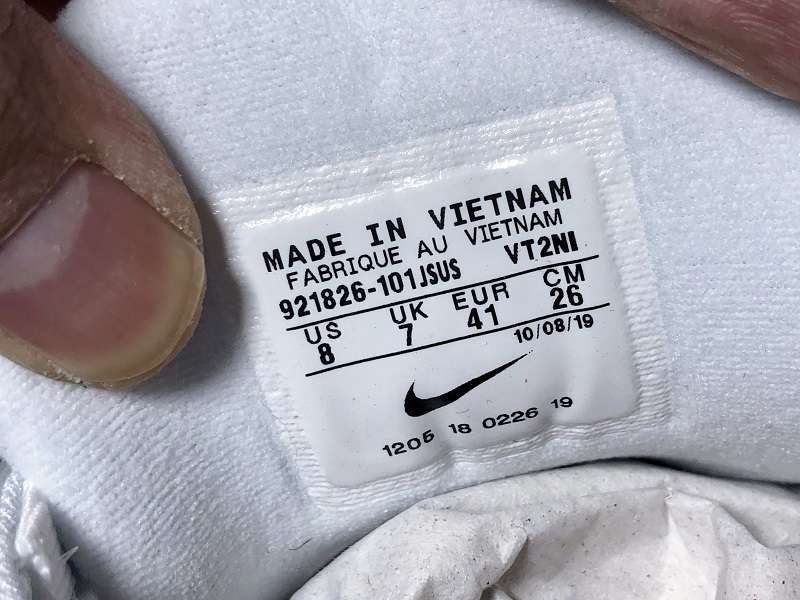 MADE IN VIETNAM
FABRIQUE AU VIETNAM
921826-101JSUS VT2NI
US UK EUR CM
8 7 41 26
10/08/19
1205 18 0226 19